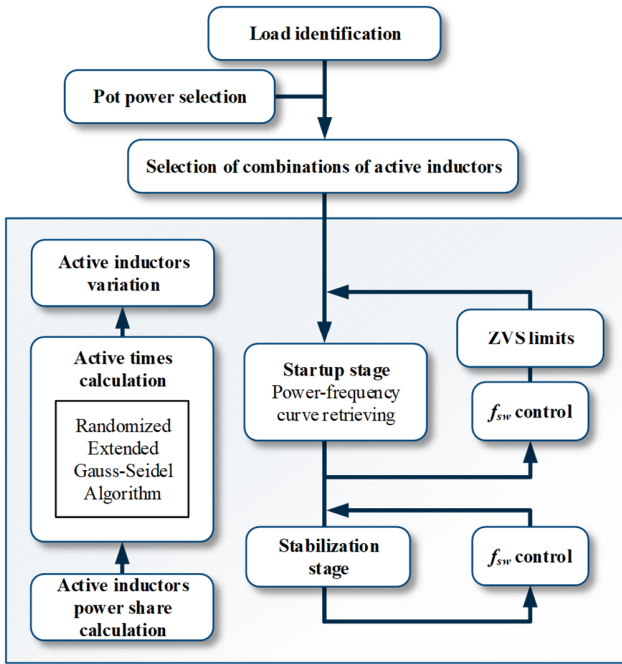 Load identification
Pot power selection
Selection of combinations of active inductors
Active inductors
variation
Active times
calculation
Randomized
Extended
Gauss-Seidel
Algorithm
Active inductors
power share
calculation
Startup stage
Power-frequency
curve retrieving
ZVS limits
fsw control
Stabilization
stage
fsw control